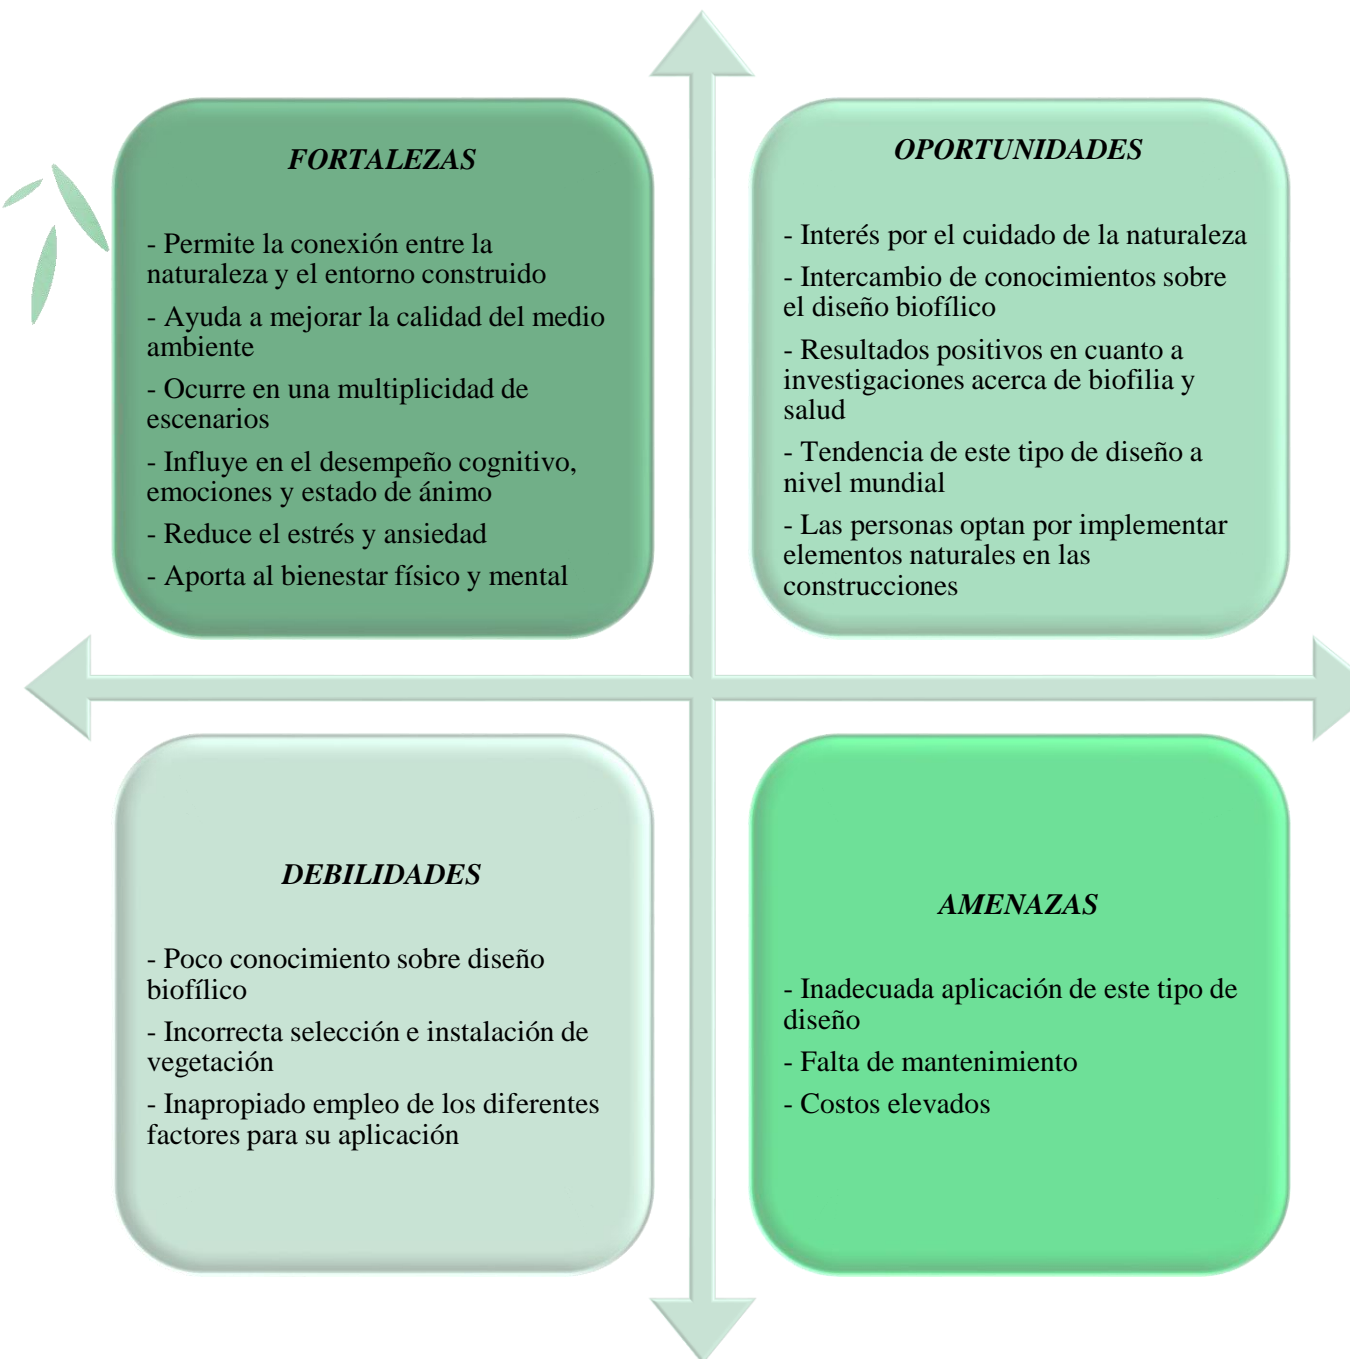 FORTALEZAS
- Permite la conexión entre la
naturaleza y el entorno construido
- Ayuda a mejorar la calidad del medio
ambiente
- Ocurre en una multiplicidad de
escenarios
- Influye en el desempeño cognitivo,
emociones y estado de ánimo
- Reduce el estrés y ansiedad
- Aporta al bienestar físico y mental
OPORTUNIDADES
- Interés por el cuidado de la naturaleza
- Intercambio de conocimientos sobre
el diseño biofílico
- Resultados positivos en cuanto a
investigaciones acerca de biofilia y
salud
- Tendencia de este tipo de diseño a
nivel mundial
- Las personas optan por implementar
elementos naturales en las
construcciones
DEBILIDADES
- Poco conocimiento sobre diseño
biofílico
- Incorrecta selección e instalación de
vegetación
- Inapropiado empleo de los diferentes
factores para su aplicación
AMENAZAS
- Inadecuada aplicación de este tipo de
diseño
- Falta de mantenimiento
- Costos elevados